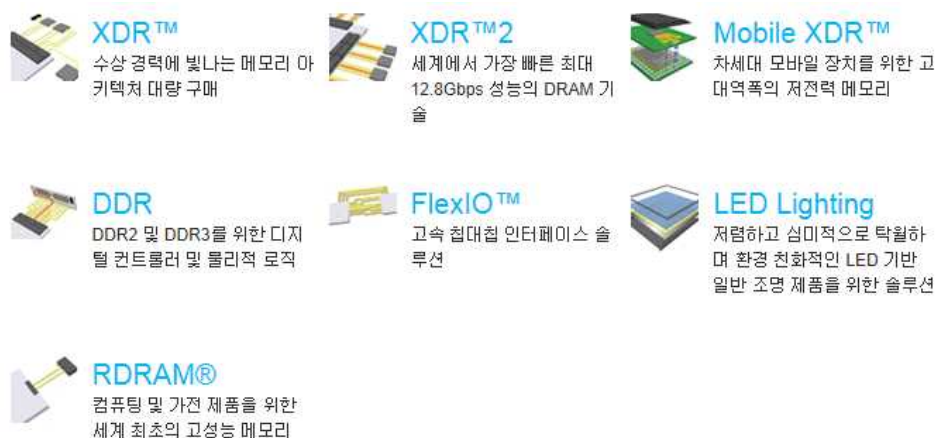 XDR™
수상 경력에 빛나는 메모리 아
키텍처 대량 구매
XDR™2
세계에서 가장 빠른 최대
12.8Gbps 성능의 DRAM 기
술
Mobile XDR™
차세대 모바일 장치를 위한 고
대역폭의 저전력 메모리
DDR
DDR2 및 DDR3를 위한 디지
털 컨트롤러 및 물리적 로직
FlexIO™
고속 칩대칩 인터페이스 솔
루션
LED Lighting
저렴하고 심미적으로 탁월하
며 환경 친화적인 LED 기반
일반 조명 제품을 위한 솔루션
RDRAM®
컴퓨팅 및 가전 제품을 위한
세계 최초의 고성능 메모리